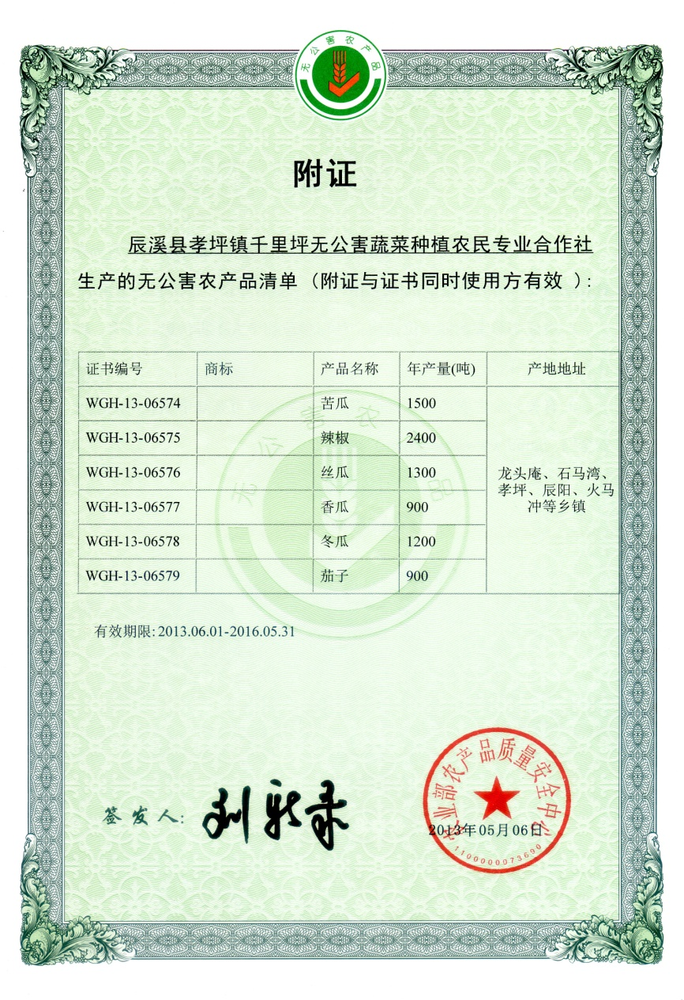 无公害农产品
附证
辰溪县孝坪镇千里坪无公害蔬菜种植农民专业合作社
生产的无公害农产品清单（附证与证书同时使用方有效 ）:
证书编号 商标 产品名称 年产量(吨) 产地地址
WGH-13-06574 苦瓜 1500
WGH-13-06575 辣椒 2400
WGH-13-06576 丝瓜 1300
WGH-13-06577 香瓜 900
WGH-13-06578 冬瓜 1200
WGH-13-06579 茄子 900
龙头庵、石马湾、
孝坪、辰阳、火马
冲等乡镇
无公害农产品
有效期限: 2013.06.01-2016.05.31
签发人:
农业部农产品质量安全中心
2013年05月06日
1100000073690